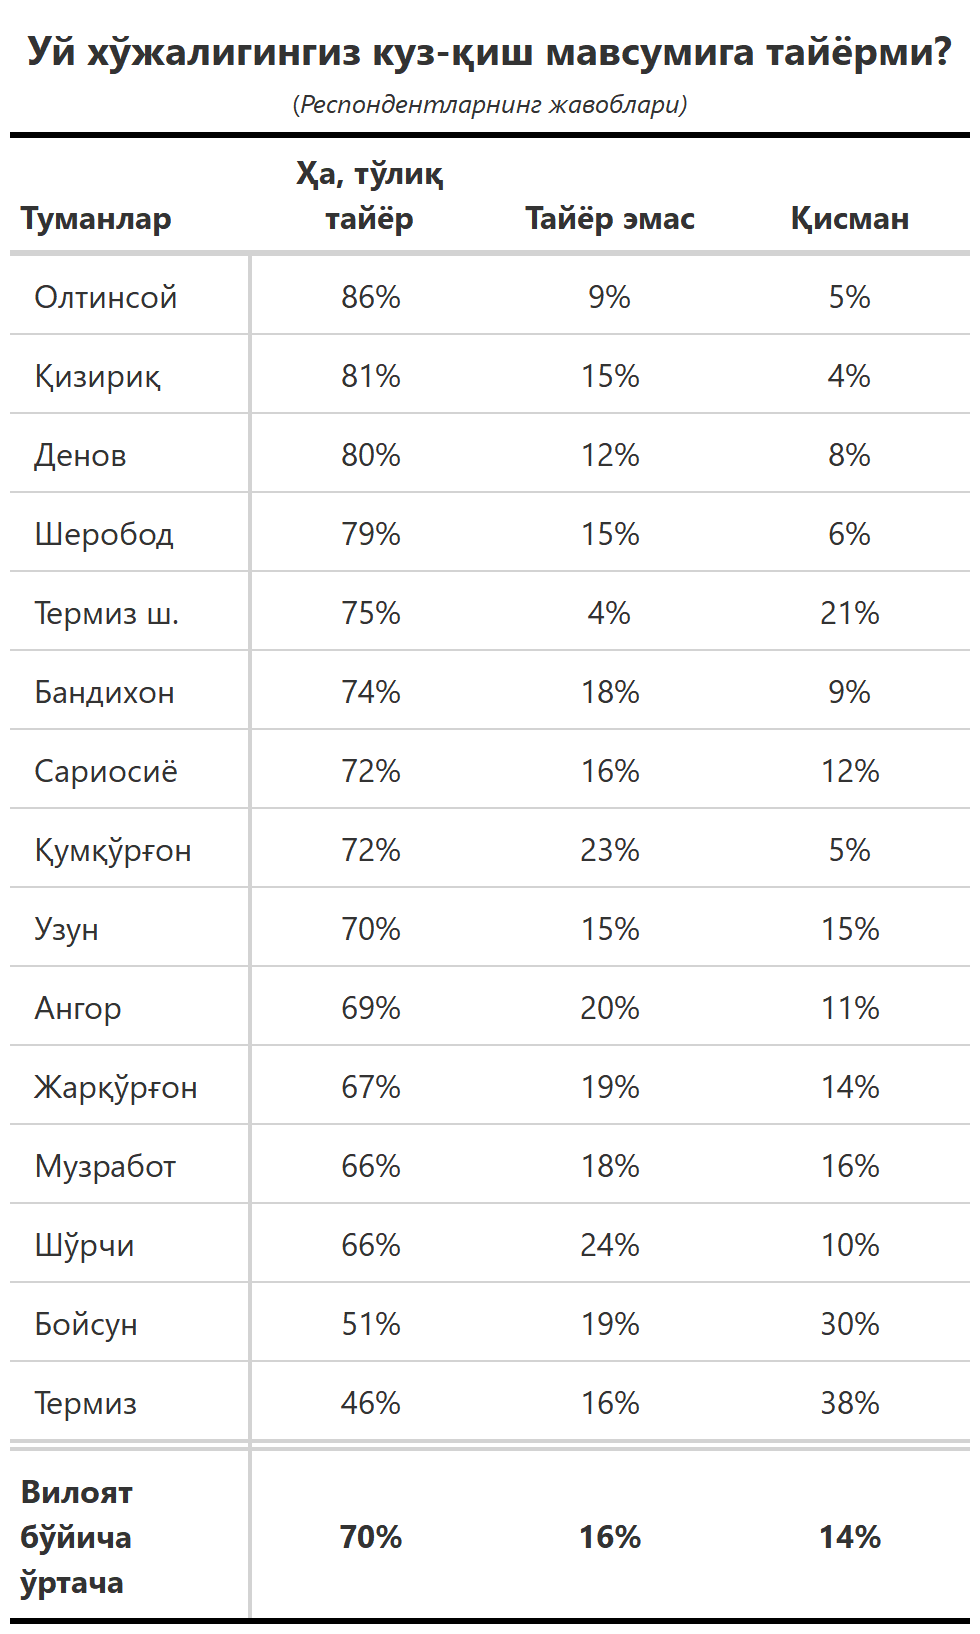 Уй хўжалигингиз куз-қиш мавсумига тайёрми?
(Респондентларнинг жавоблари)
Туманлар Ҳа, тўлиқ тайёр Тайёр эмас Қисман
Олтинсой 86% 9% 5%
Қизириқ 81% 15% 4%
Денов 80% 12% 8%
Шеробод 79% 15% 6%
Термиз ш. 75% 4% 21%
Бандихон 74% 18% 9%
Сариосиё 72% 16% 12%
Қумқўрғон 72% 23% 5%
Узун 70% 15% 15%
Ангор 69% 20% 11%
Жарқўрғон 67% 19% 14%
Музработ 66% 18% 16%
Шўрчи 66% 24% 10%
Бойсун 51% 19% 30%
Термиз 46% 16% 38%
Вилоят бўйича ўртача 70% 16% 14%